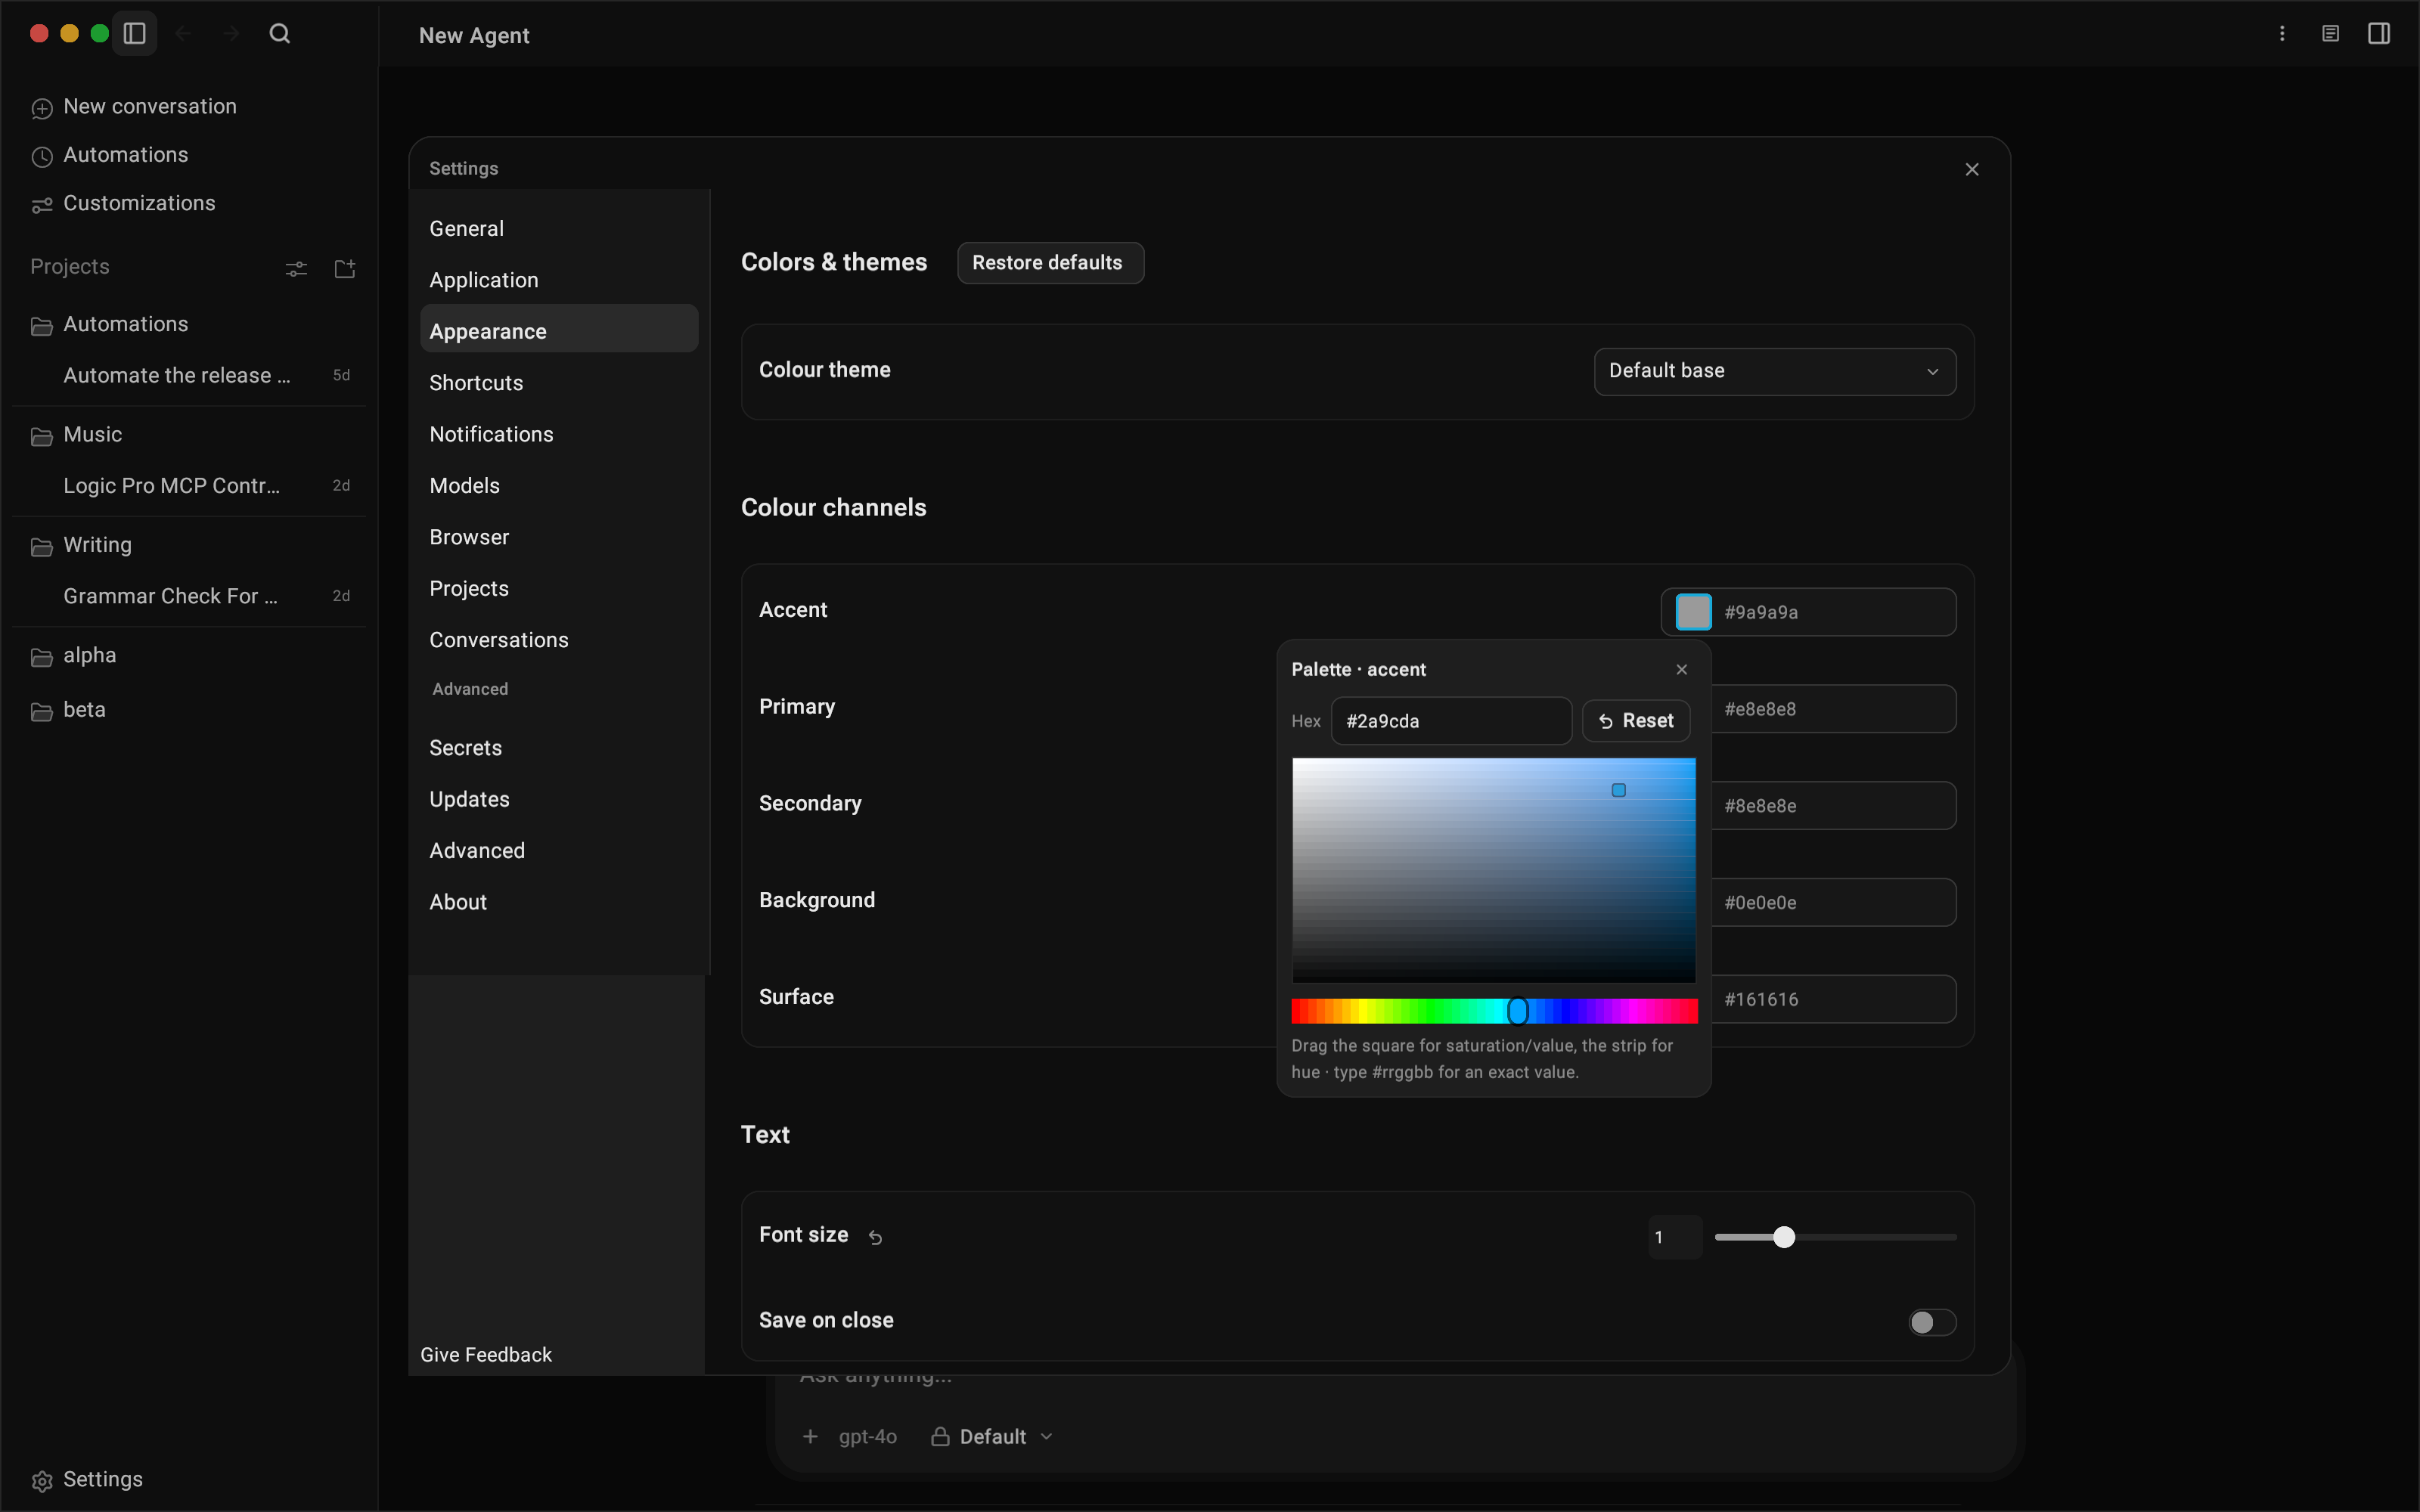 New Agent
New conversation
Automations
Customizations
Projects
Automations
Automate the release ... 5d
Music
Logic Pro MCP Contr... 2d
Writing
Grammar Check For ... 2d
alpha
beta
Settings
Settings
General
Application
Appearance
Shortcuts
Notifications
Models
Browser
Projects
Conversations
Advanced
Secrets
Updates
Advanced
About
Give Feedback
Colors & themes Restore defaults
Colour theme Default base
Colour channels
Accent #9a9a9a
Primary #e8e8e8
Secondary #8e8e8e
Background #0e0e0e
Surface #161616
Palette · accent
Hex #2a9cda Reset
Drag the square for saturation/value, the strip for
hue · type #rrggbb for an exact value.
Text
Font size 1
Save on close
Ask anything...
gpt-4o Default